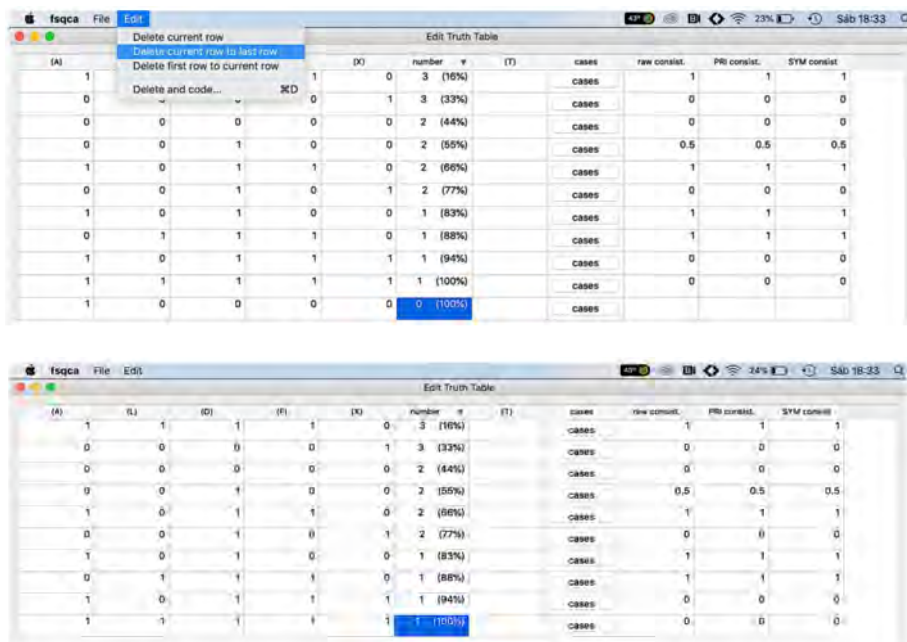 fsqca File Edit 43° 23% Sáb 18:33
Delete current row
Edit Truth Table
Delete current row to last row
Delete first row to current row
Delete and code... ⌘D
(A) (X) number (T) cases raw consist. PRI consist. SYM consist
1 1 0 3 (16%) cases 1 1 1
0 0 1 3 (33%) cases 0 0 0
0 0 0 0 0 2 (44%) cases 0 0 0
0 0 1 0 0 2 (55%) cases 0.5 0.5 0.5
1 0 1 1 0 2 (66%) cases 1 1 1
0 0 1 0 1 2 (77%) cases 0 0 0
1 0 1 0 0 1 (83%) cases 1 1 1
0 1 1 1 0 1 (88%) cases 1 1 1
1 0 1 1 1 1 (94%) cases 0 0 0
1 1 1 1 1 1 (100%) cases 0 0 0
1 0 0 0 0 0 (100%) cases
fsqca File Edit 24% Sáb 18:33
Edit Truth Table
(A) (L) (D) (F) (X) number (T) cases raw consist. PRI consist. SYM consist
1 1 1 1 0 3 (16%) cases 1 1 1
0 0 0 0 1 3 (33%) cases 0 0 0
0 0 0 0 0 2 (44%) cases 0 0 0
0 0 1 0 0 2 (55%) cases 0.5 0.5 0.5
1 0 1 1 0 2 (66%) cases 1 1 1
0 0 1 0 1 2 (77%) cases 0 0 0
1 0 1 0 0 1 (83%) cases 1 1 1
0 1 1 1 0 1 (88%) cases 1 1 1
1 0 1 1 1 1 (94%) cases 0 0 0
1 1 1 1 1 1 (100%) cases 0 0 0